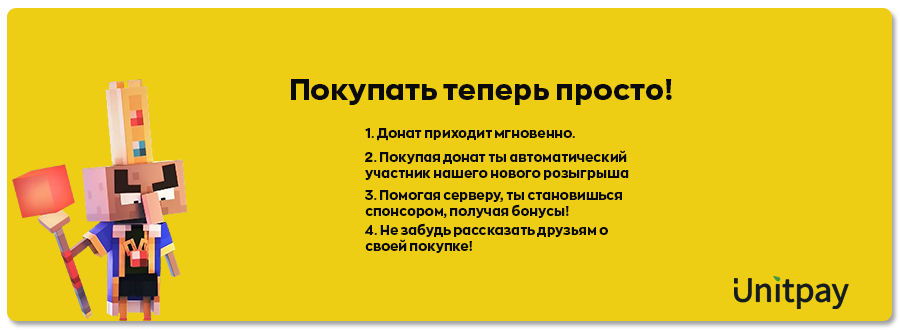 Покупать теперь просто!
1. Донат приходит мгновенно.
2. Покупая донат ты автоматический
участник нашего нового розыгрыша
3. Помогая серверу, ты становишься
спонсором, получая бонусы!
4. Не забудь рассказать друзьям о
своей покупке!
Unitpay